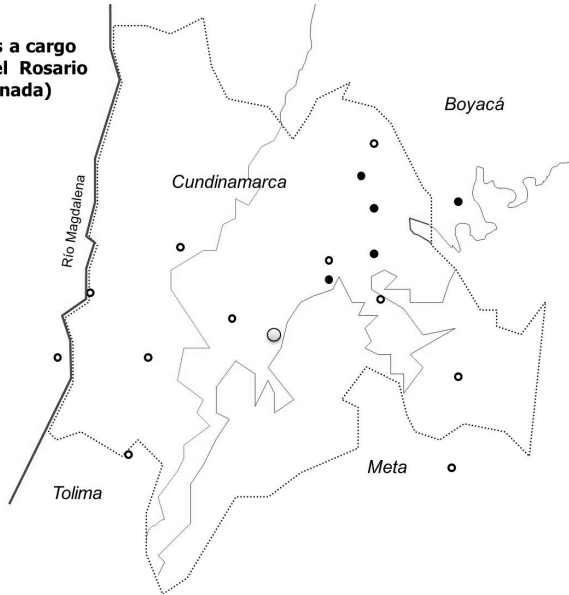 s a cargo
el Rosario
nada)
Boyacá
Cundinamarca
Río Magdalena
Meta
Tolima